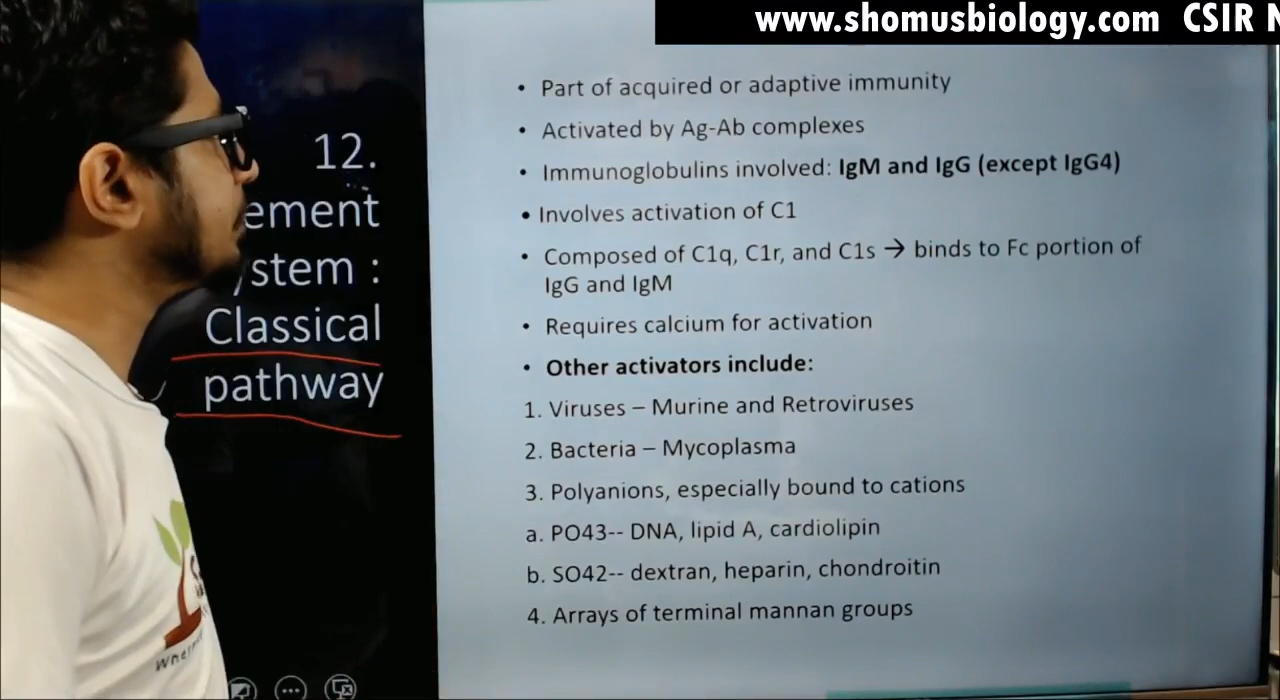 www.shomusbiology.com CSIR N
12.
ement
ystem :
Classical
pathway
• Part of acquired or adaptive immunity
• Activated by Ag-Ab complexes
• Immunoglobulins involved: IgM and IgG (except IgG4)
• Involves activation of C1
• Composed of C1q, C1r, and C1s → binds to Fc portion of
IgG and IgM
• Requires calcium for activation
• Other activators include:
1. Viruses – Murine and Retroviruses
2. Bacteria – Mycoplasma
3. Polyanions, especially bound to cations
a. PO43-- DNA, lipid A, cardiolipin
b. SO42-- dextran, heparin, chondroitin
4. Arrays of terminal mannan groups